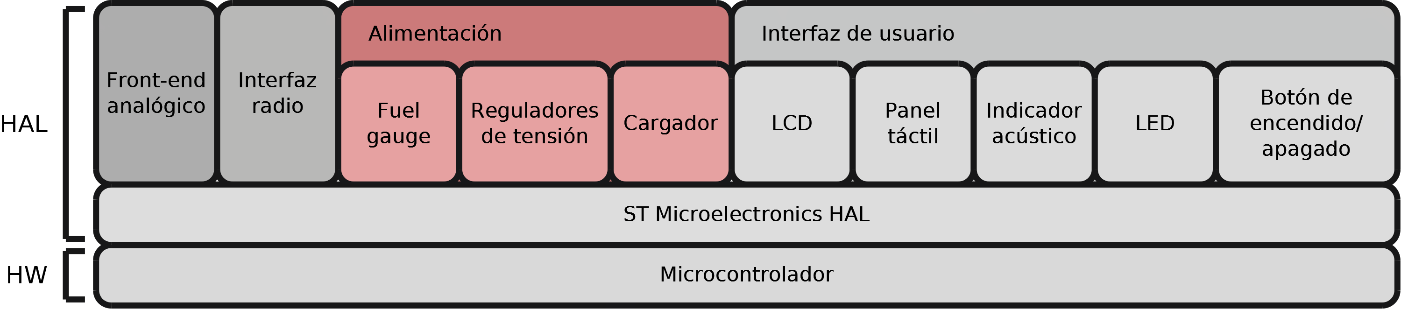 HAL
Front-end
analógico
Interfaz
radio
Alimentación
Fuel
gauge
Reguladores
de tensión
Cargador
Interfaz de usuario
LCD
Panel
táctil
Indicador
acústico
LED
Botón de
encendido/
apagado
ST Microelectronics HAL
HW
Microcontrolador